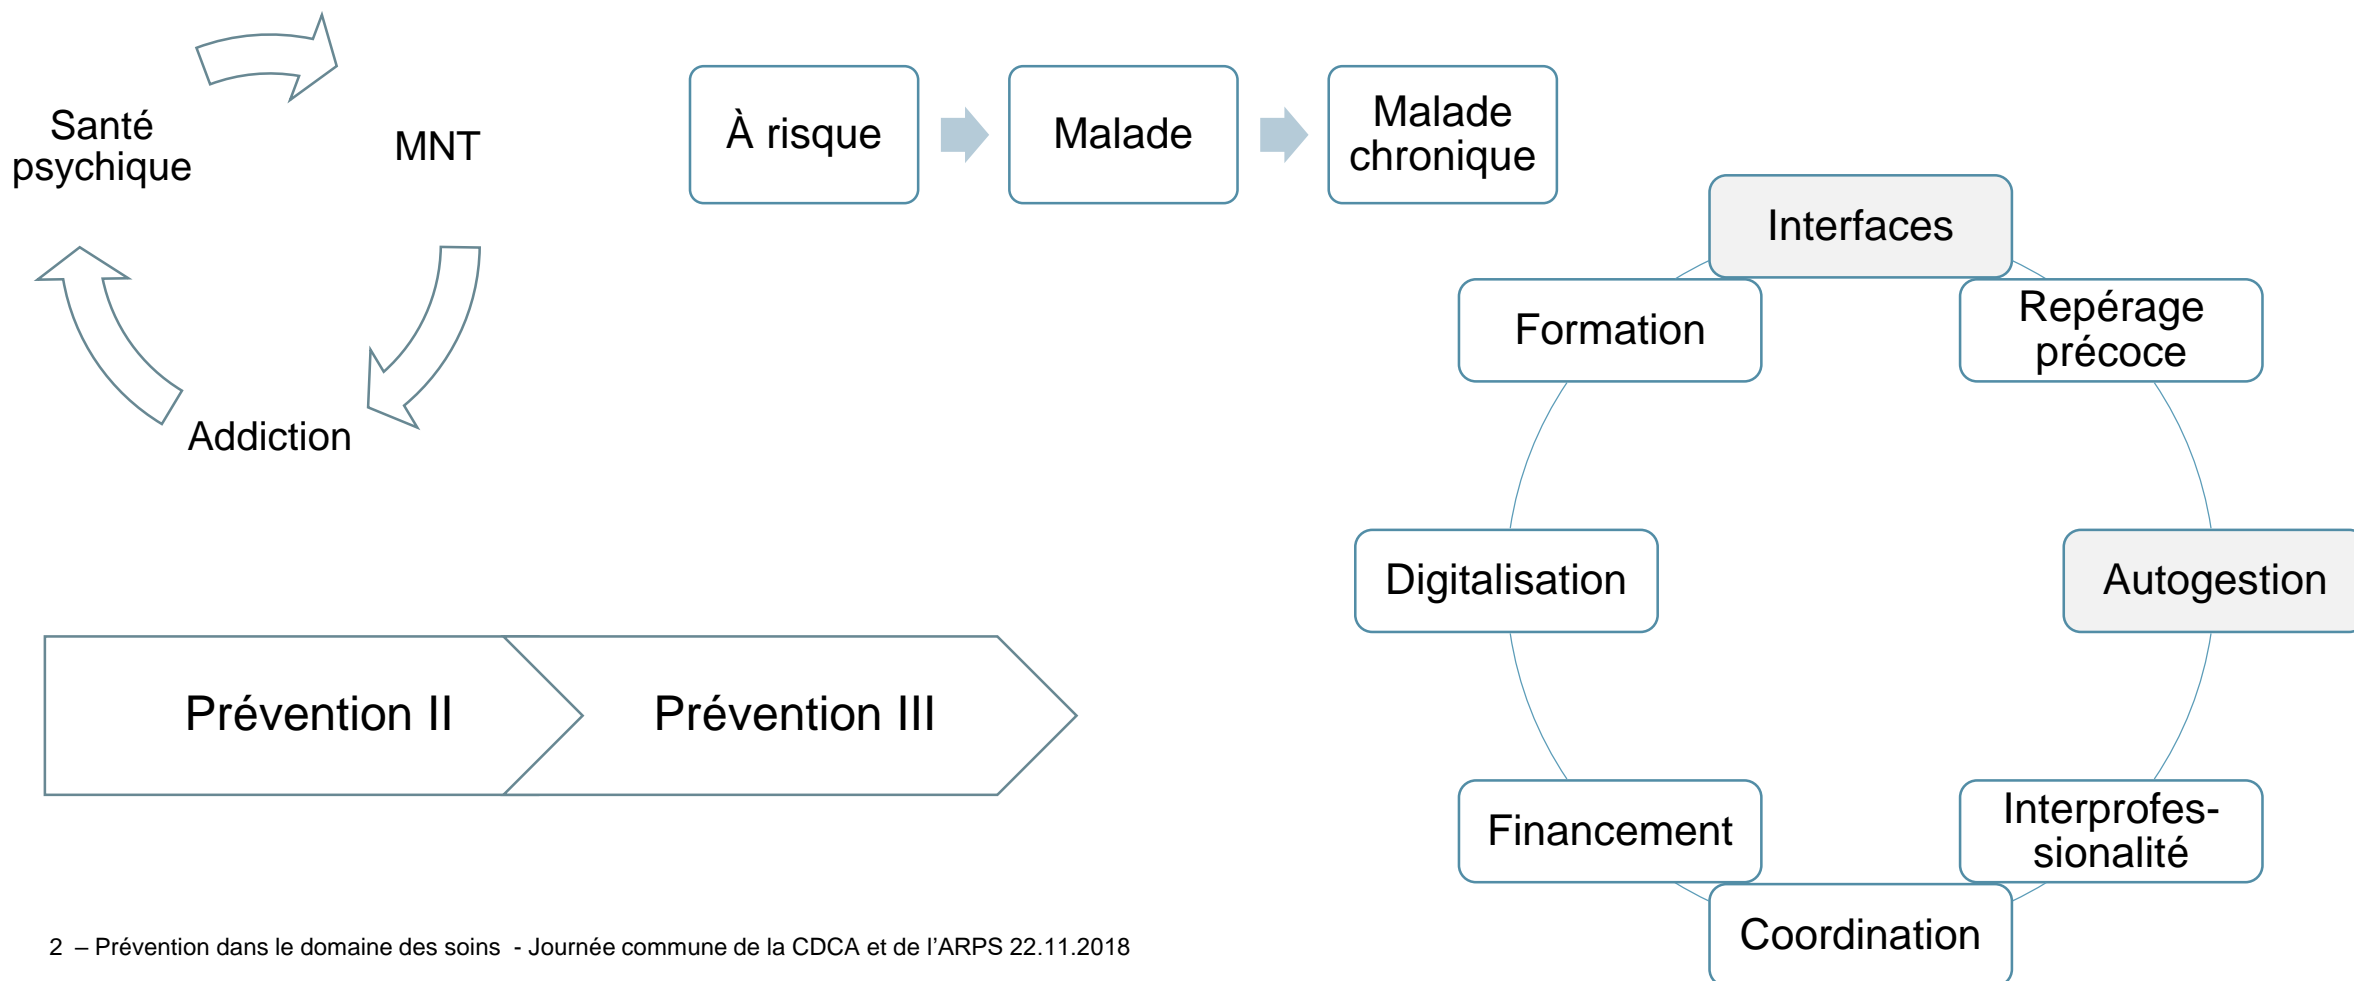 Santé
psychique
MNT
Addiction
À risque
Malade
Malade
chronique
Interfaces
Repérage
précoce
Autogestion
Interprofes-
sionalité
Coordination
Financement
Digitalisation
Formation
Prévention II
Prévention III
2 – Prévention dans le domaine des soins - Journée commune de la CDCA et de l’ARPS 22.11.2018